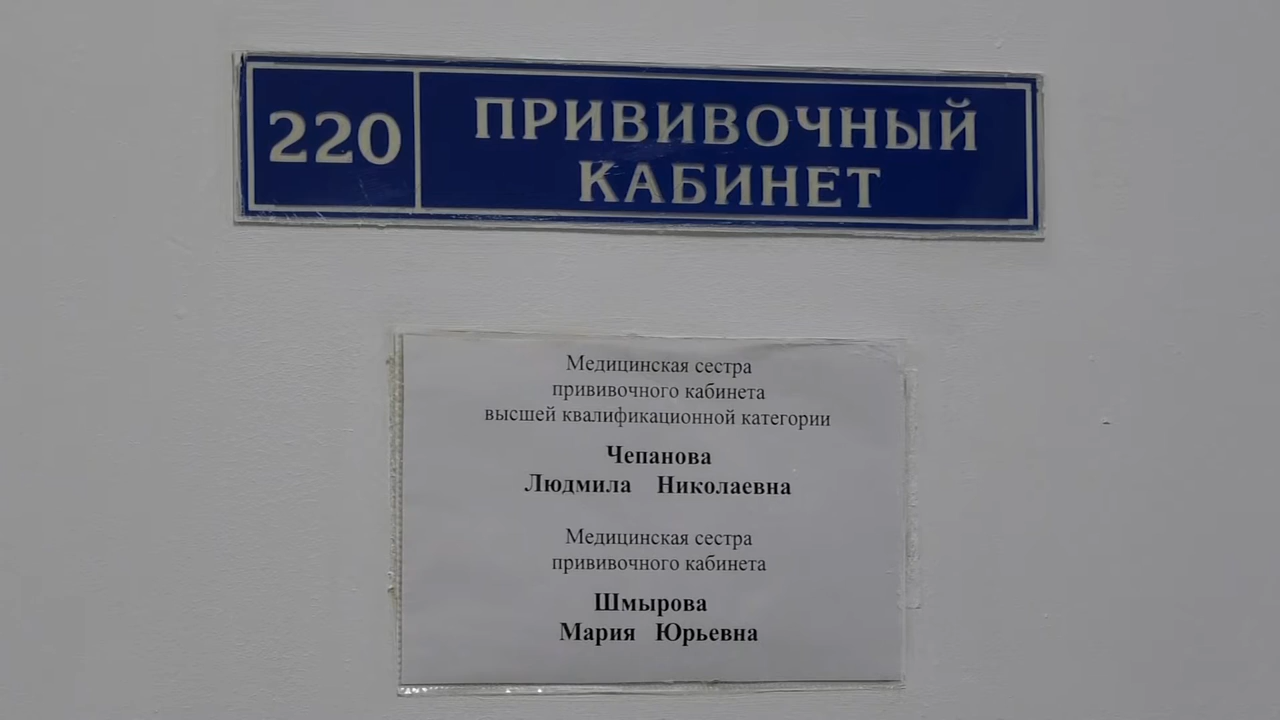 220
ПРИВИВОЧНЫЙ
КАБИНЕТ
Медицинская сестра
прививочного кабинета
высшей квалификационной категории
Чепанова
Людмила Николаевна
Медицинская сестра
прививочного кабинета
Шмырова
Мария Юрьевна